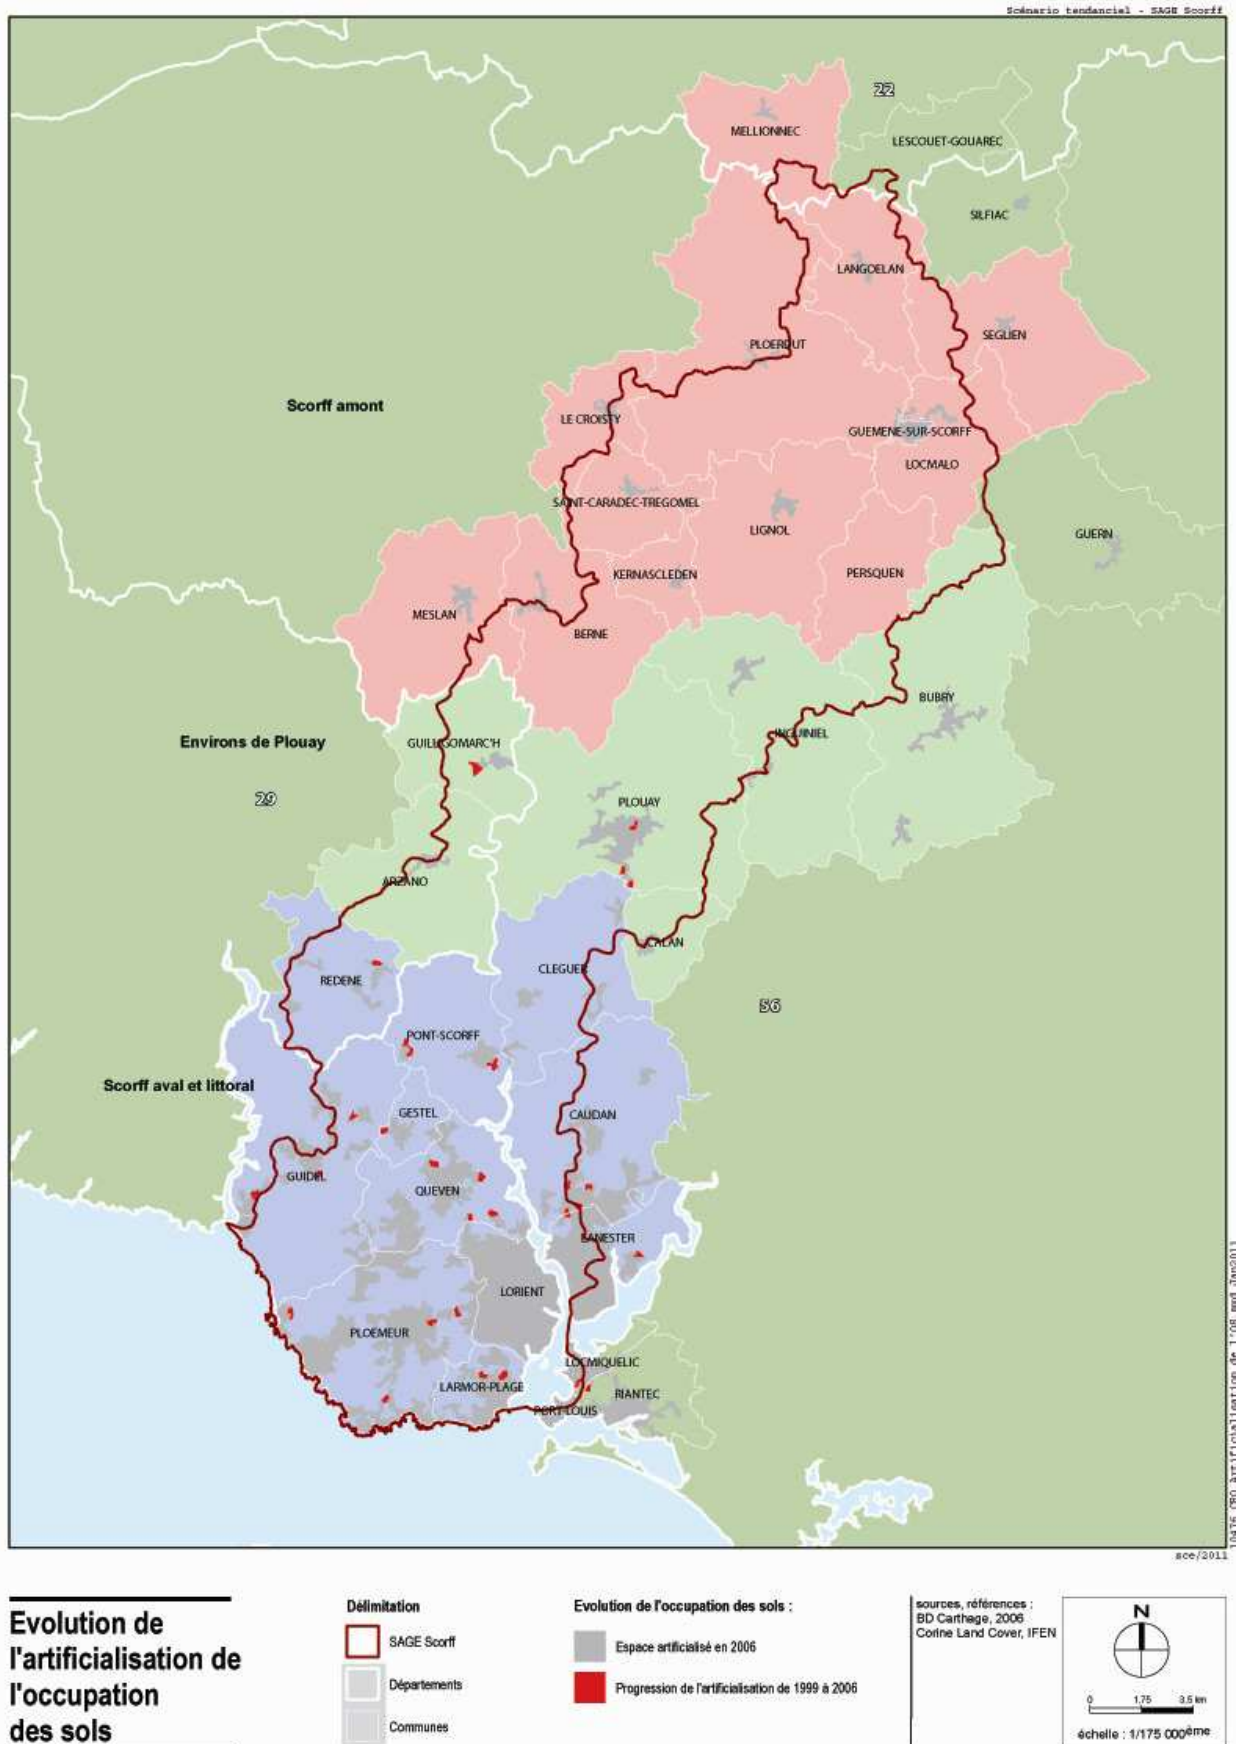 Scénario tendanciel - SAGE Scorff
22
MELLIONNEC
LESCOUET-GOUAREC
SILFIAC
LANGOELAN
SEGLIEN
PLOERDUT
Scorff amont
LE CROISTY
GUEMENE-SUR-SCORFF
LOCMALO
SAINT-CARADEC-TREGOMEL
LIGNOL
GUERN
KERNASCLEDEN
PERSQUEN
MESLAN
BERNE
BUBRY
INGUINIEL
Environs de Plouay
GUILLIGOMARC'H
29
PLOUAY
ARZANO
CALAN
CLEGUER
REDENE
56
PONT-SCORFF
Scorff aval et littoral
GESTEL
CAUDAN
GUIDEL
QUEVEN
LANESTER
LORIENT
PLOEMEUR
LOCMIQUELIC
LARMOR-PLAGE
RIANTEC
PORT-LOUIS
sce/2011
Evolution de
l'artificialisation de
l'occupation
des sols
Délimitation
SAGE Scorff
Départements
Communes
Evolution de l'occupation des sols :
Espace artificialisé en 2006
Progression de l'artificialisation de 1999 à 2006
sources, références :
BD Carthage, 2006
Corine Land Cover, IFEN
N
0 1,75 3,5 km
échelle : 1/175 000ème